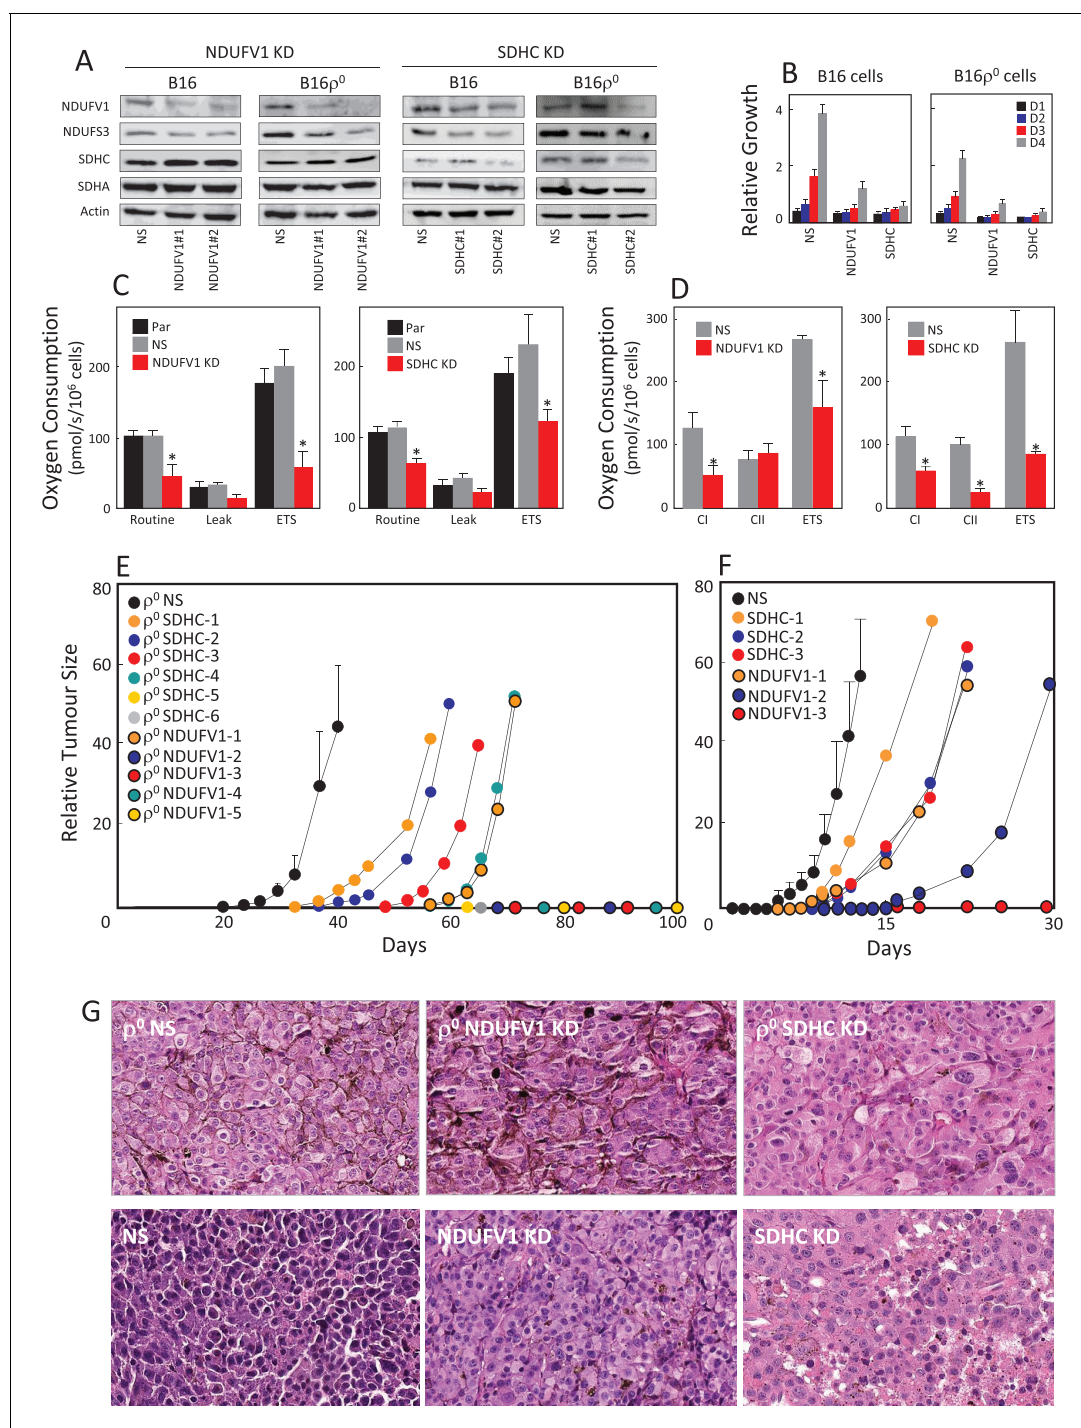 A
NDUFV1 KD
SDHC KD
B16
B16ρ⁰
B16
B16ρ⁰
NDUFV1
NDUFS3
SDHC
SDHA
Actin
NS
NDUFV1#1
NDUFV1#2
NS
NDUFV1#1
NDUFV1#2
NS
SDHC#1
SDHC#2
NS
SDHC#1
SDHC#2
B
B16 cells
B16ρ⁰ cells
Relative Growth
4
2
0
D1
D2
D3
D4
NS
NDUFV1
SDHC
NS
NDUFV1
SDHC
C
Oxygen Consumption
(pmol/s/10⁶ cells)
200
100
0
Par
NS
NDUFV1 KD
*
*
Routine
Leak
ETS
200
100
0
Par
NS
SDHC KD
*
*
Routine
Leak
ETS
D
Oxygen Consumption
(pmol/s/10⁶ cells)
300
200
100
0
NS
NDUFV1 KD
*
*
CI
CII
ETS
300
200
100
0
NS
SDHC KD
*
*
*
CI
CII
ETS
E
Relative Tumour Size
80
60
40
20
0
ρ⁰ NS
ρ⁰ SDHC-1
ρ⁰ SDHC-2
ρ⁰ SDHC-3
ρ⁰ SDHC-4
ρ⁰ SDHC-5
ρ⁰ SDHC-6
ρ⁰ NDUFV1-1
ρ⁰ NDUFV1-2
ρ⁰ NDUFV1-3
ρ⁰ NDUFV1-4
ρ⁰ NDUFV1-5
20
40
60
80
100
Days
F
80
60
40
20
0
NS
SDHC-1
SDHC-2
SDHC-3
NDUFV1-1
NDUFV1-2
NDUFV1-3
15
30
Days
G
ρ⁰ NS
ρ⁰ NDUFV1 KD
ρ⁰ SDHC KD
NS
NDUFV1 KD
SDHC KD